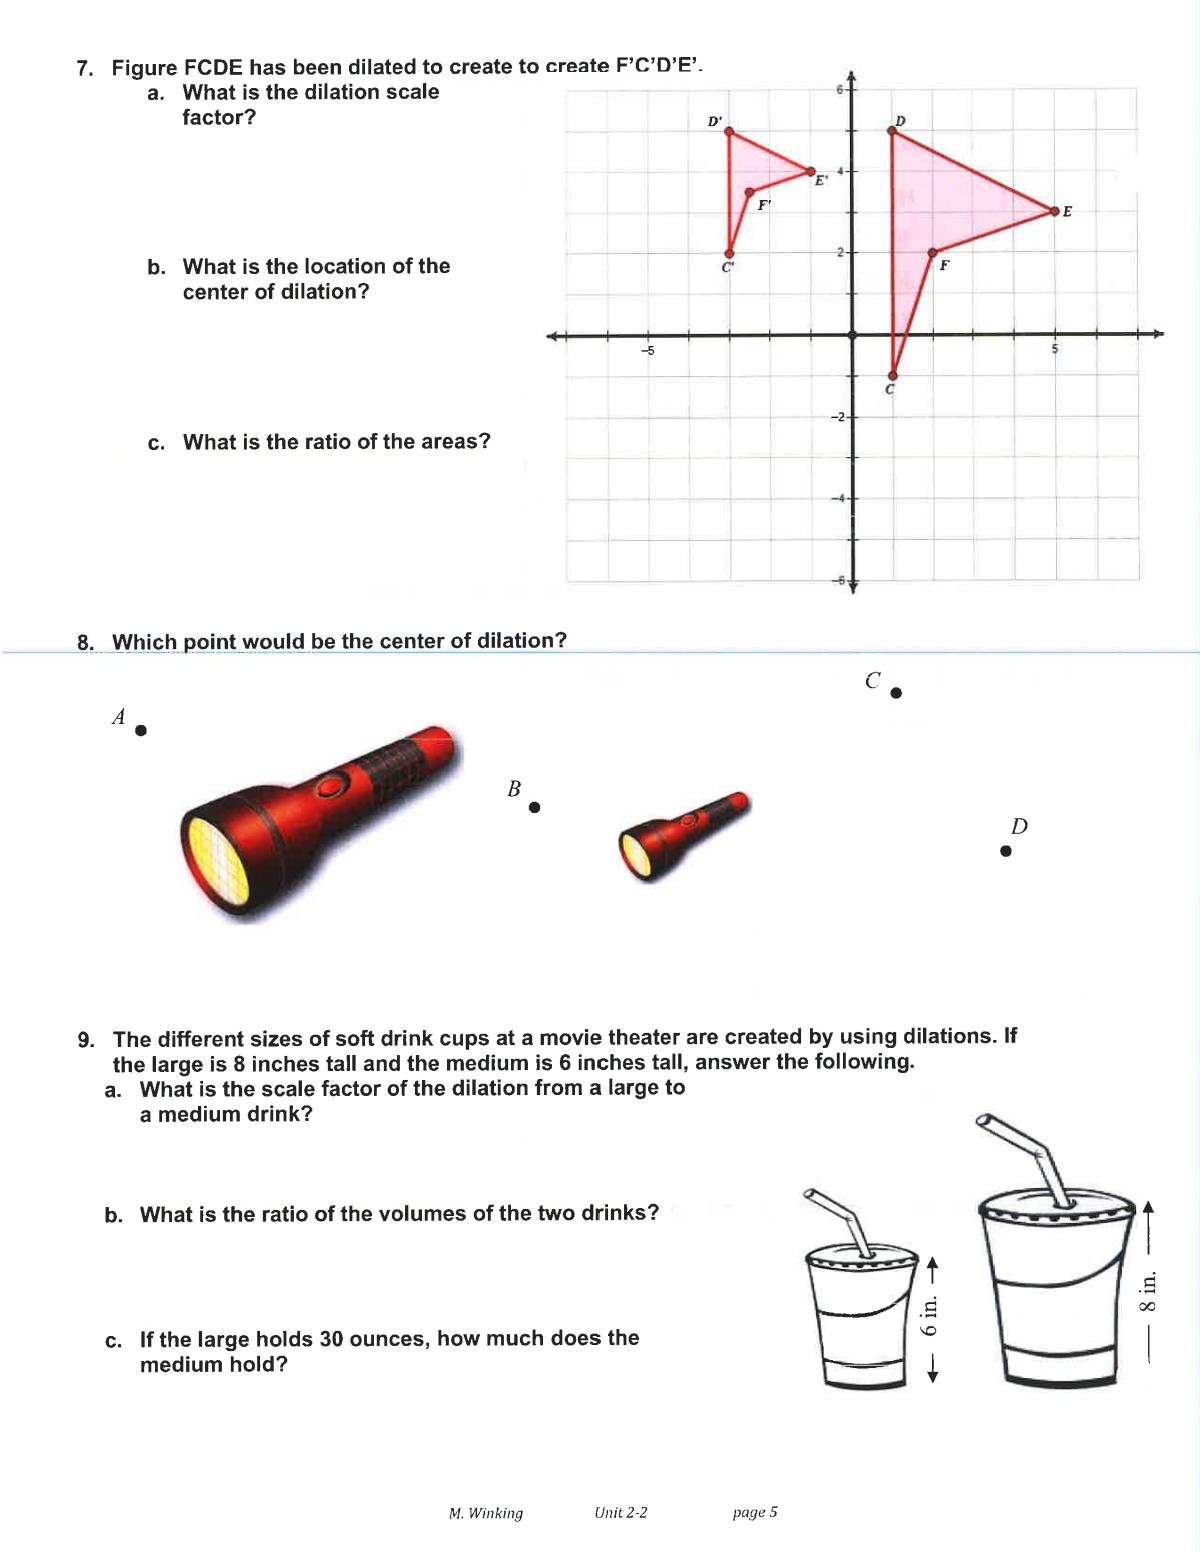 7. Figure FCDE has been dilated to create to create F’C’D’E’.
a. What is the dilation scale
factor?
b. What is the location of the
center of dilation?
c. What is the ratio of the areas?
6
D'
D
E'
4
E
F'
2
F
C'
-5
5
C
-2
-4
-6
8. Which point would be the center of dilation?
C
A
B
D
9. The different sizes of soft drink cups at a movie theater are created by using dilations. If
the large is 8 inches tall and the medium is 6 inches tall, answer the following.
a. What is the scale factor of the dilation from a large to
a medium drink?
b. What is the ratio of the volumes of the two drinks?
c. If the large holds 30 ounces, how much does the
medium hold?
6 in.
8 in.
M. Winking Unit 2-2 page 5